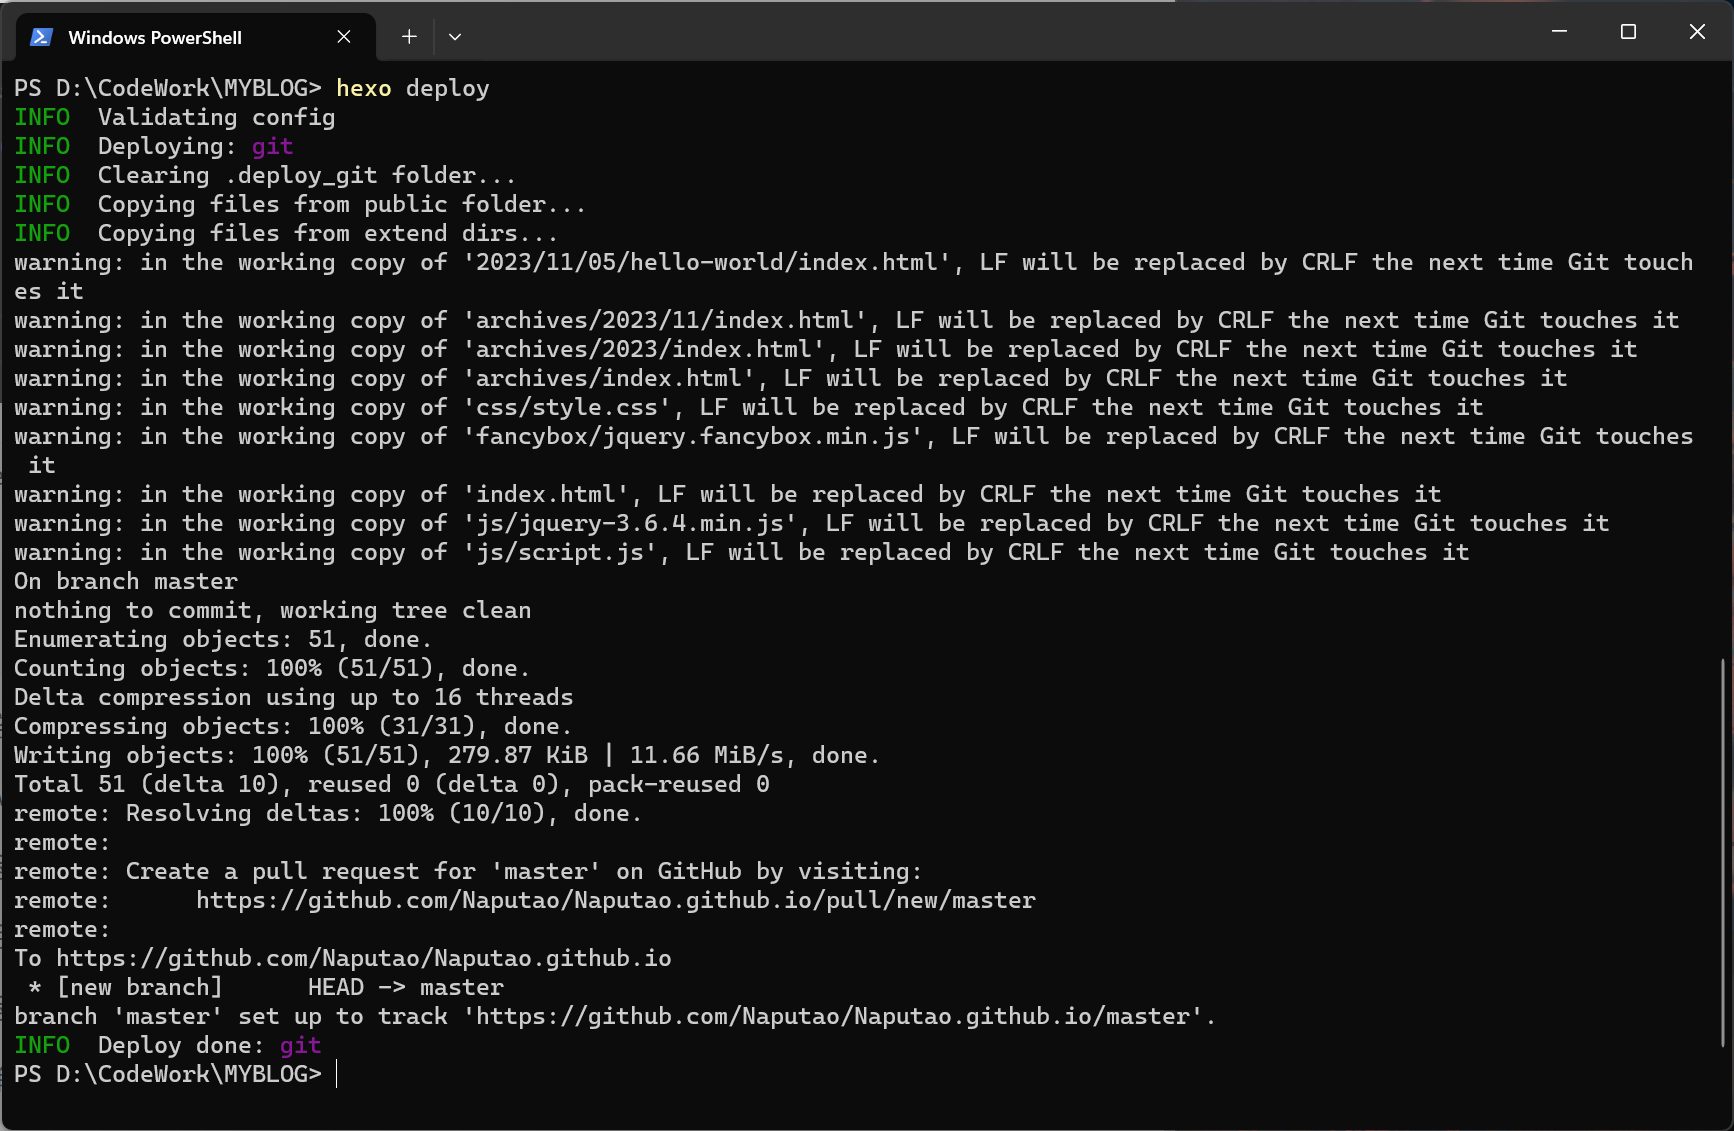 Windows PowerShell
PS D:\CodeWork\MYBLOG> hexo deploy
INFO  Validating config
INFO  Deploying: git
INFO  Clearing .deploy_git folder...
INFO  Copying files from public folder...
INFO  Copying files from extend dirs...
warning: in the working copy of '2023/11/05/hello-world/index.html', LF will be replaced by CRLF the next time Git touch
es it
warning: in the working copy of 'archives/2023/11/index.html', LF will be replaced by CRLF the next time Git touches it
warning: in the working copy of 'archives/2023/index.html', LF will be replaced by CRLF the next time Git touches it
warning: in the working copy of 'archives/index.html', LF will be replaced by CRLF the next time Git touches it
warning: in the working copy of 'css/style.css', LF will be replaced by CRLF the next time Git touches it
warning: in the working copy of 'fancybox/jquery.fancybox.min.js', LF will be replaced by CRLF the next time Git touches
 it
warning: in the working copy of 'index.html', LF will be replaced by CRLF the next time Git touches it
warning: in the working copy of 'js/jquery-3.6.4.min.js', LF will be replaced by CRLF the next time Git touches it
warning: in the working copy of 'js/script.js', LF will be replaced by CRLF the next time Git touches it
On branch master
nothing to commit, working tree clean
Enumerating objects: 51, done.
Counting objects: 100% (51/51), done.
Delta compression using up to 16 threads
Compressing objects: 100% (31/31), done.
Writing objects: 100% (51/51), 279.87 KiB | 11.66 MiB/s, done.
Total 51 (delta 10), reused 0 (delta 0), pack-reused 0
remote: Resolving deltas: 100% (10/10), done.
remote:
remote: Create a pull request for 'master' on GitHub by visiting:
remote:      https://github.com/Naputao/Naputao.github.io/pull/new/master
remote:
To https://github.com/Naputao/Naputao.github.io
 * [new branch]      HEAD -> master
branch 'master' set up to track 'https://github.com/Naputao/Naputao.github.io/master'.
INFO  Deploy done: git
PS D:\CodeWork\MYBLOG>